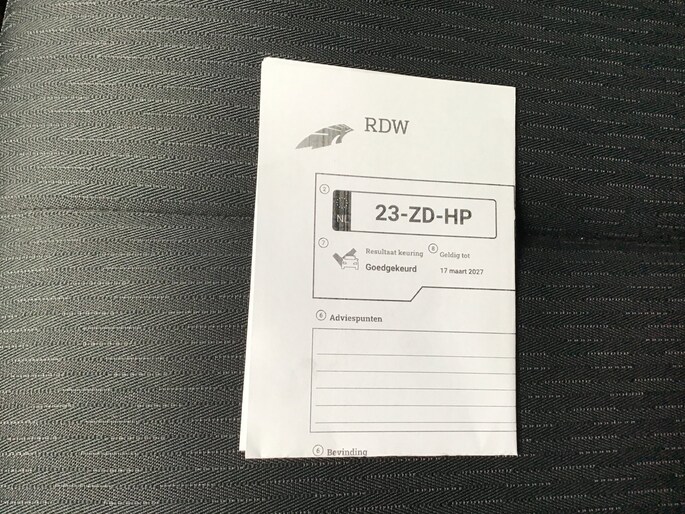 RDW
2
NL
23-ZD-HP
7 Resultaat keuring
Goedgekeurd
8 Geldig tot
17 maart 2027
6 Adviespunten
6 Bevinding